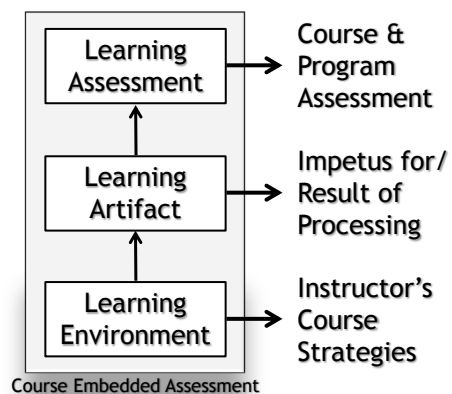 Learning
Assessment
Course &
Program
Assessment
Learning
Artifact
Impetus for/
Result of
Processing
Learning
Environment
Instructor's
Course
Strategies
Course Embedded Assessment